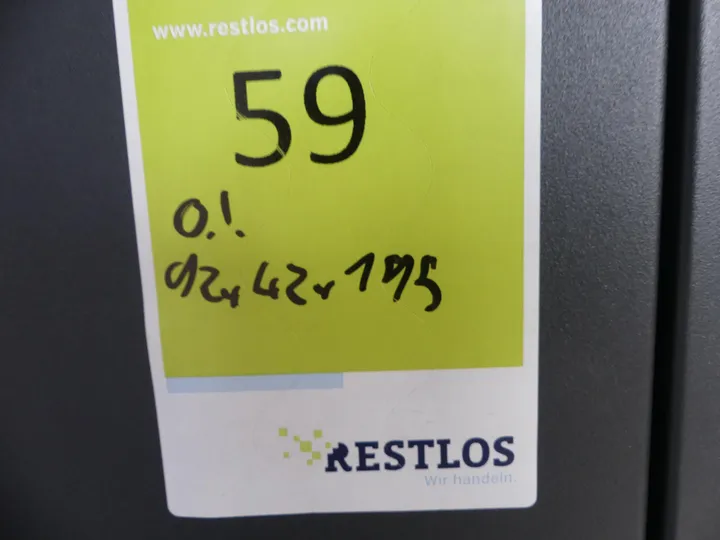 www.restlos.com
59
O.!.
92x42x195
RESTLOS
Wir handeln.